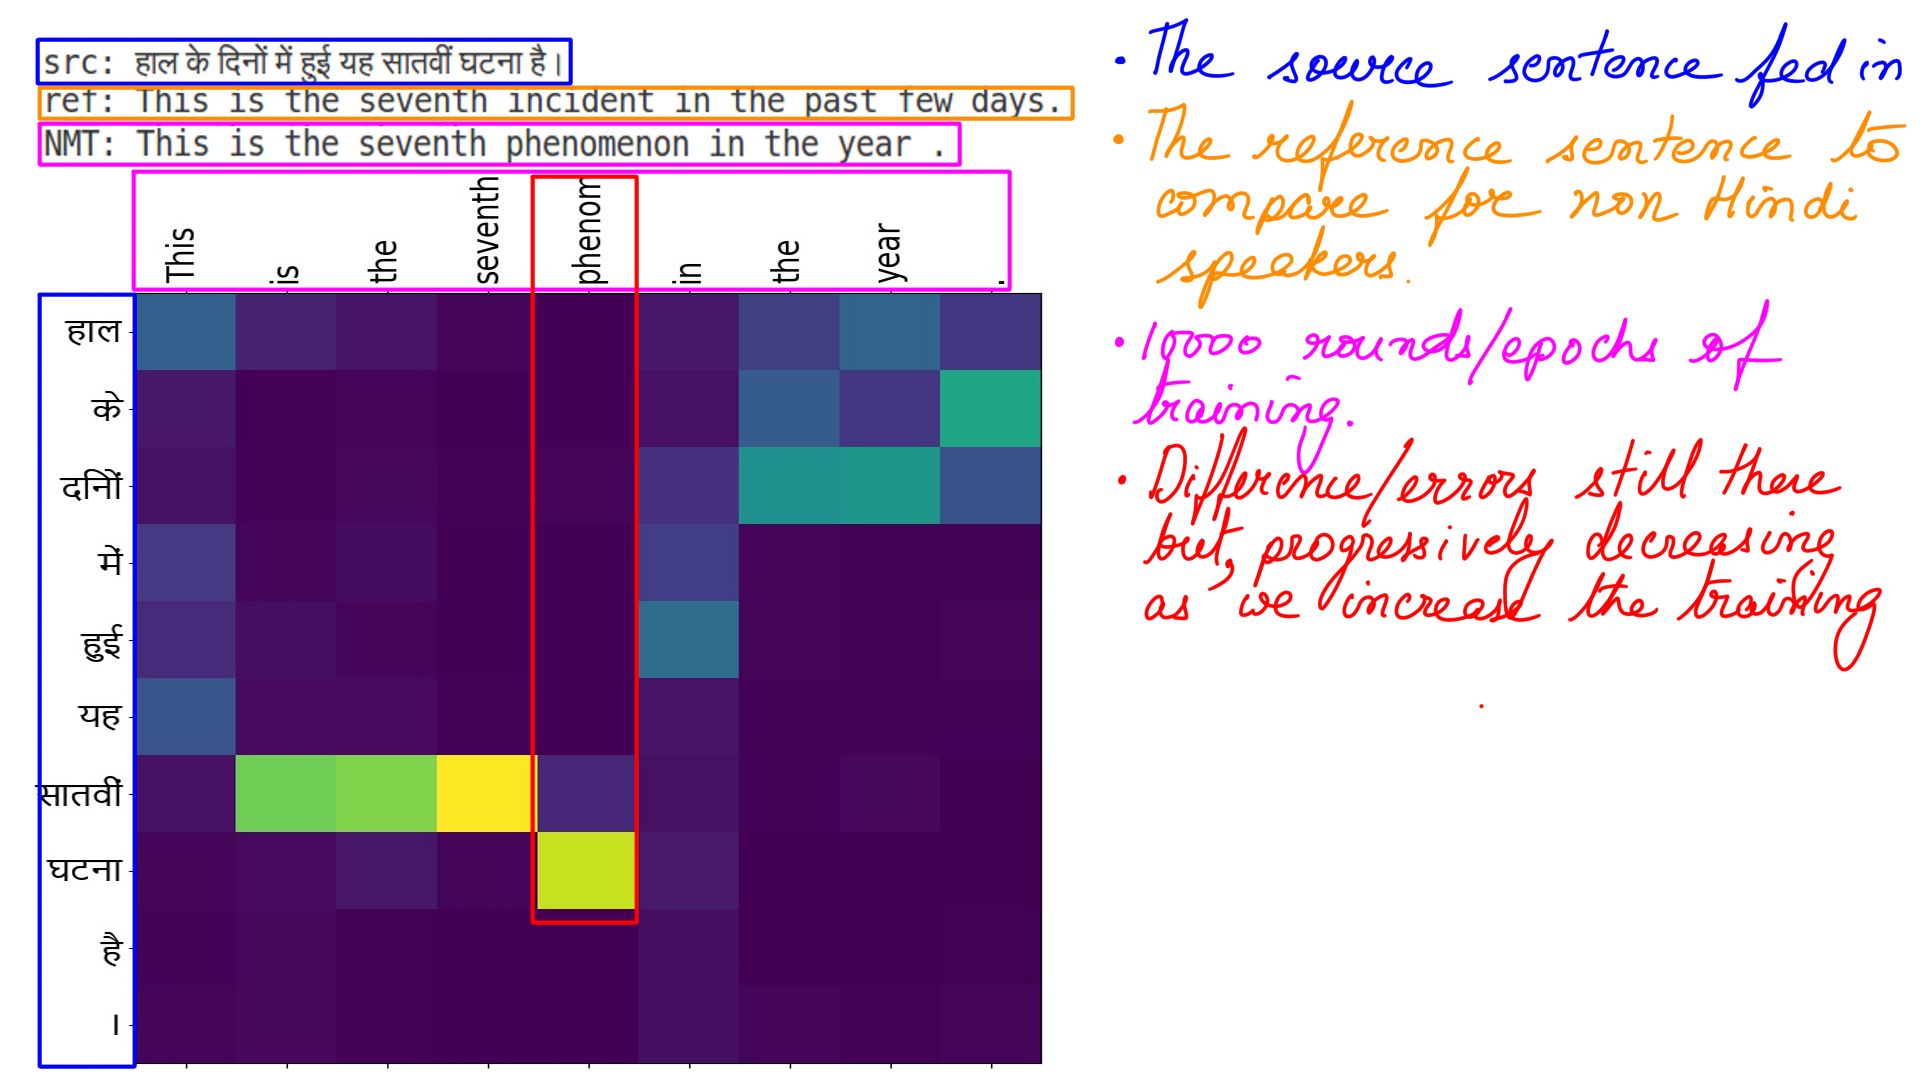 src: हाल के दिनों में हुई यह सातवीं घटना है।
ref: This is the seventh incident in the past few days.
NMT: This is the seventh phenomenon in the year .
This is the seventh phenom in the year .
हाल
के
दिनों
में
हुई
यह
सातवीं
घटना
है
।
• The source sentence fed in
• The reference sentence to
compare for non Hindi
speakers.
• 10000 rounds/epochs of
training.
• Difference/errors still there
but, progressively decreasing
as we increase the training